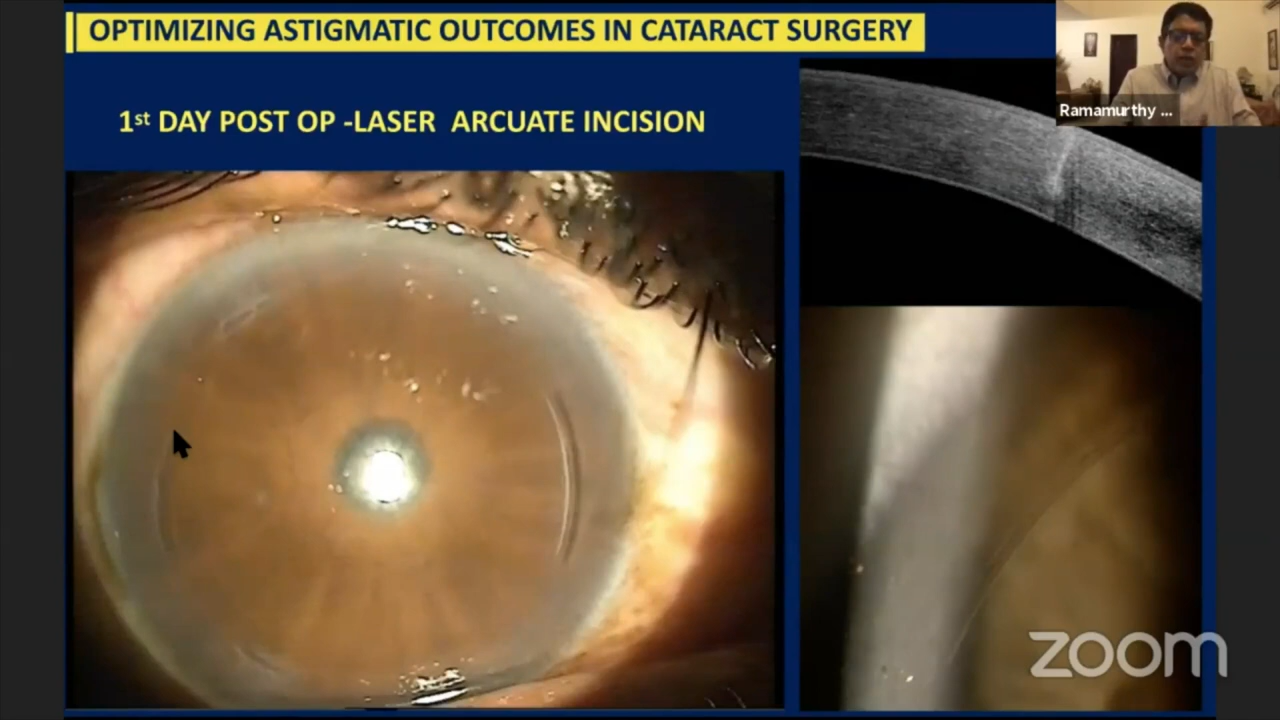 OPTIMIZING ASTIGMATIC OUTCOMES IN CATARACT SURGERY
Ramamurthy ...
1st DAY POST OP -LASER ARCUATE INCISION
zoom